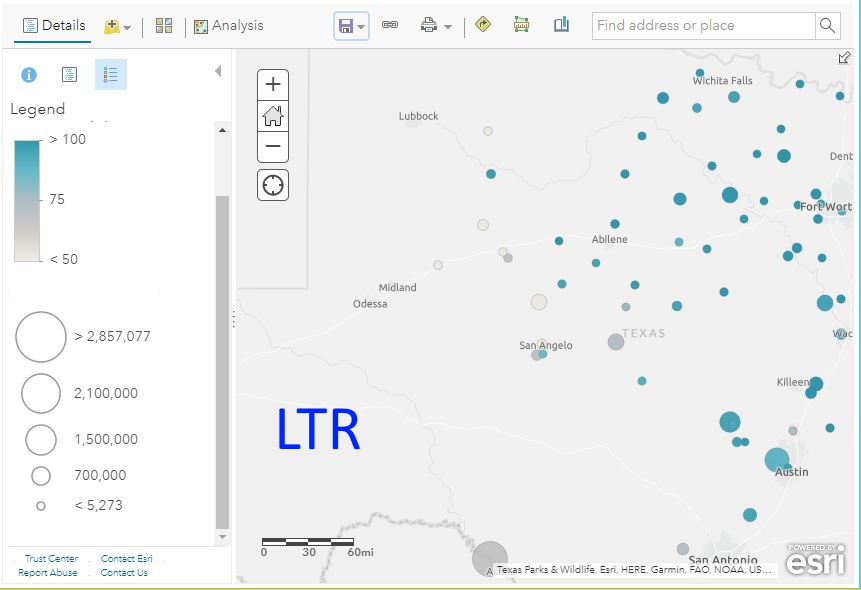 Details
Analysis
Find address or place
Legend
> 100
75
< 50
> 2,857,077
2,100,000
1,500,000
700,000
< 5,273
Trust Center . Contact Esri
Report Abuse . Contact Us
Wichita Falls
Lubbock
Dent
Fort Wort
Abilene
Midland
Odessa
TEXAS
Wac
San Angelo
Killeen
LTR
Austin
0 30 60mi
San Antonio
POWERED BY
esri
A
Texas Parks & Wildlife, Esri, HERE, Garmin, FAO, NOAA, US...